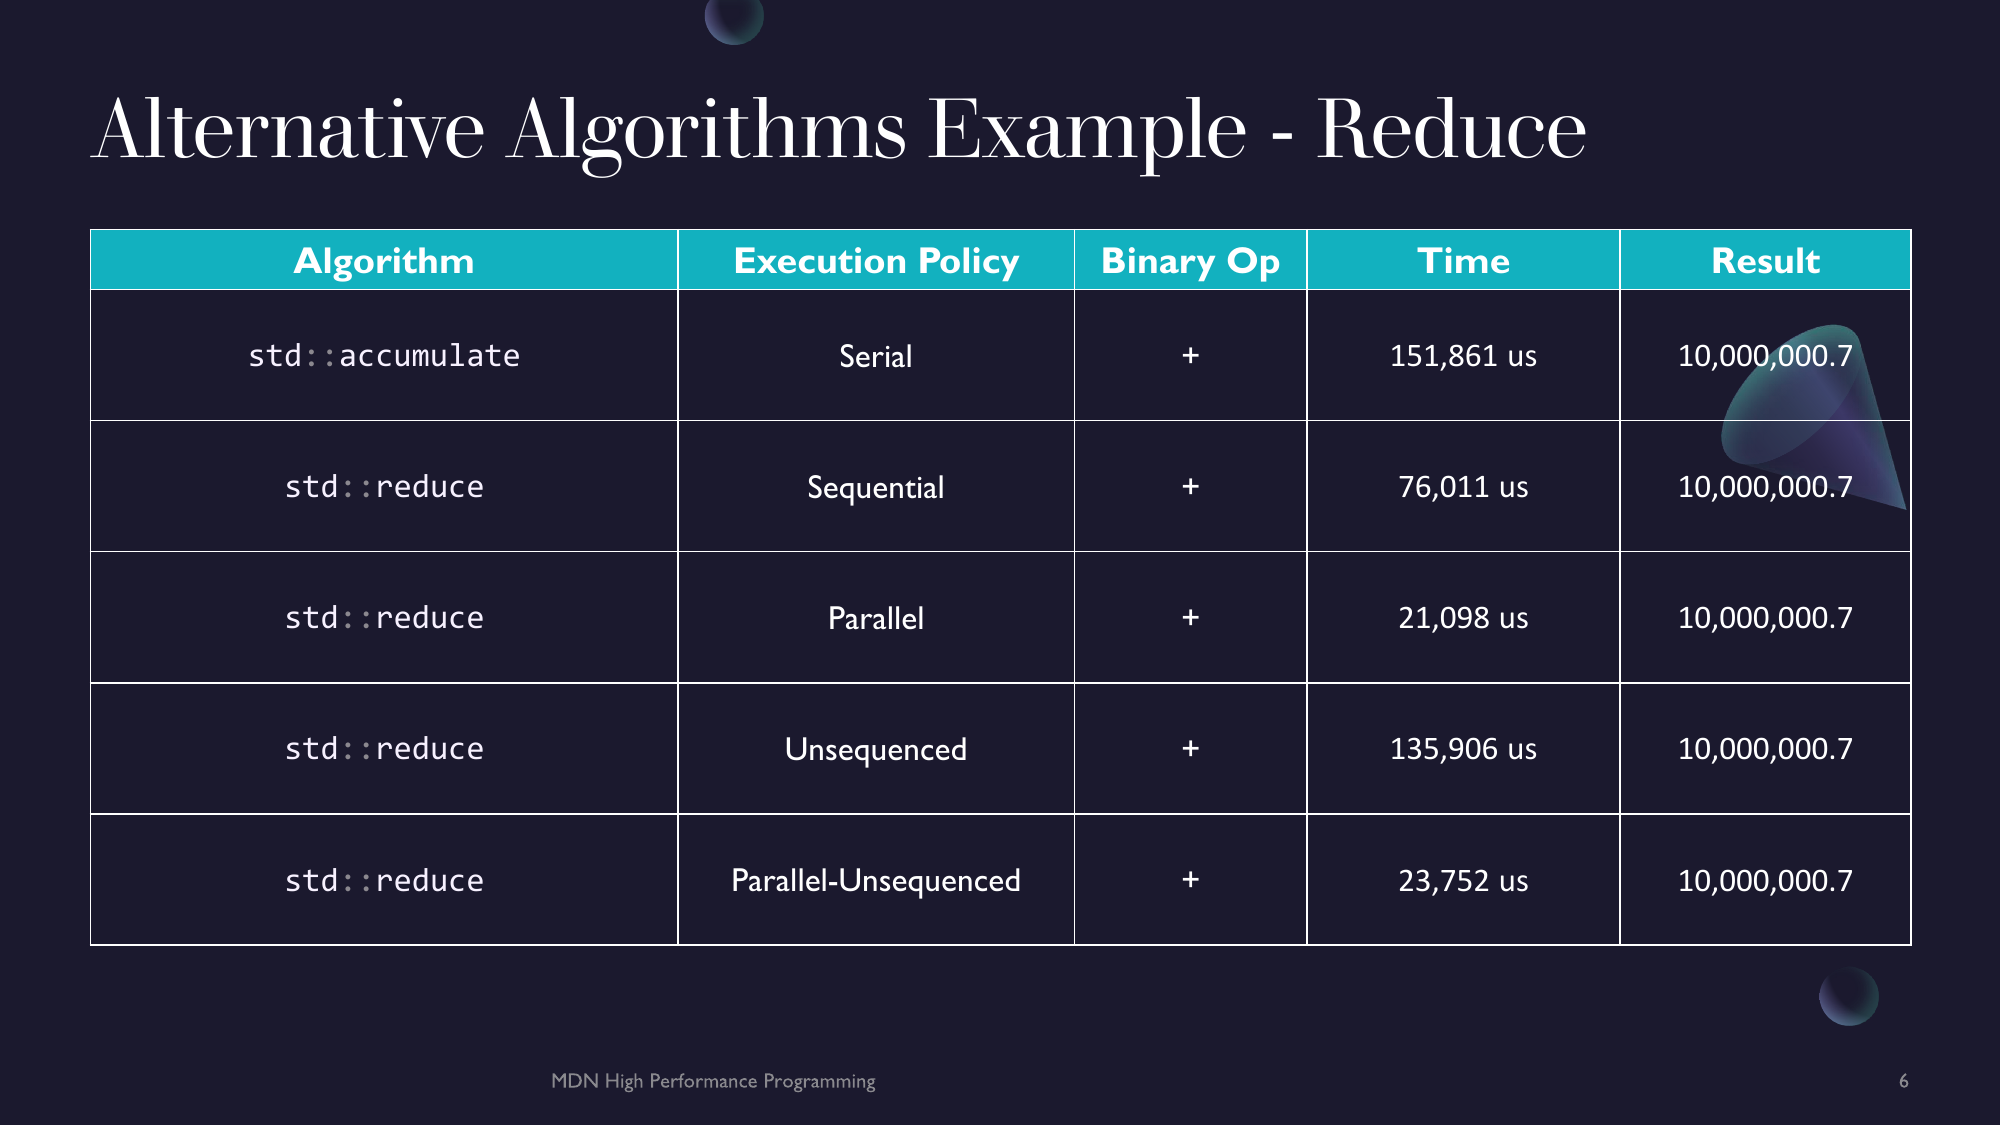 Alternative Algorithms Example - Reduce
Algorithm Execution Policy Binary Op Time Result
std::accumulate Serial + 151,861 us 10,000,000.7
std::reduce Sequential + 76,011 us 10,000,000.7
std::reduce Parallel + 21,098 us 10,000,000.7
std::reduce Unsequenced + 135,906 us 10,000,000.7
std::reduce Parallel-Unsequenced + 23,752 us 10,000,000.7
MDN High Performance Programming 6